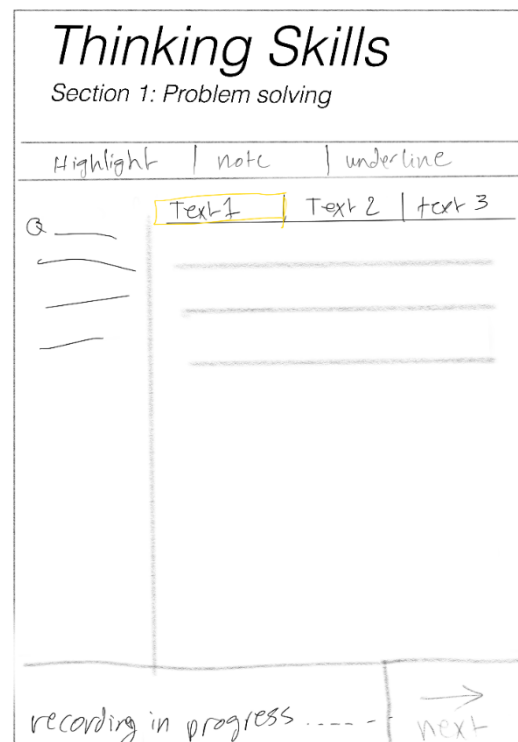 Thinking Skills
Section 1: Problem solving
Highlight | note | underline
Q
Text 1 | Text 2 | text 3
recording in progress ------
next